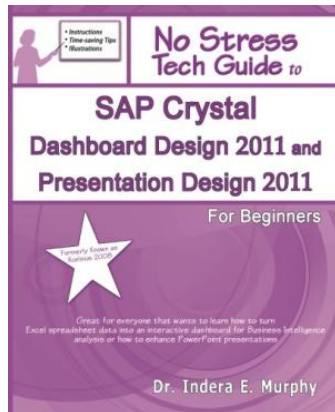 • Instructions
• Time-saving Tips
• Illustrations
No Stress
Tech Guide to
SAP Crystal
Dashboard Design 2011 and
Presentation Design 2011
For Beginners
Formerly known as
Xcelsius 2008
Great for everyone that wants to learn how to turn
Excel spreadsheet data into an interactive dashboard for Business Intelligence
analysis or how to enhance PowerPoint presentations
Dr. Indera E. Murphy